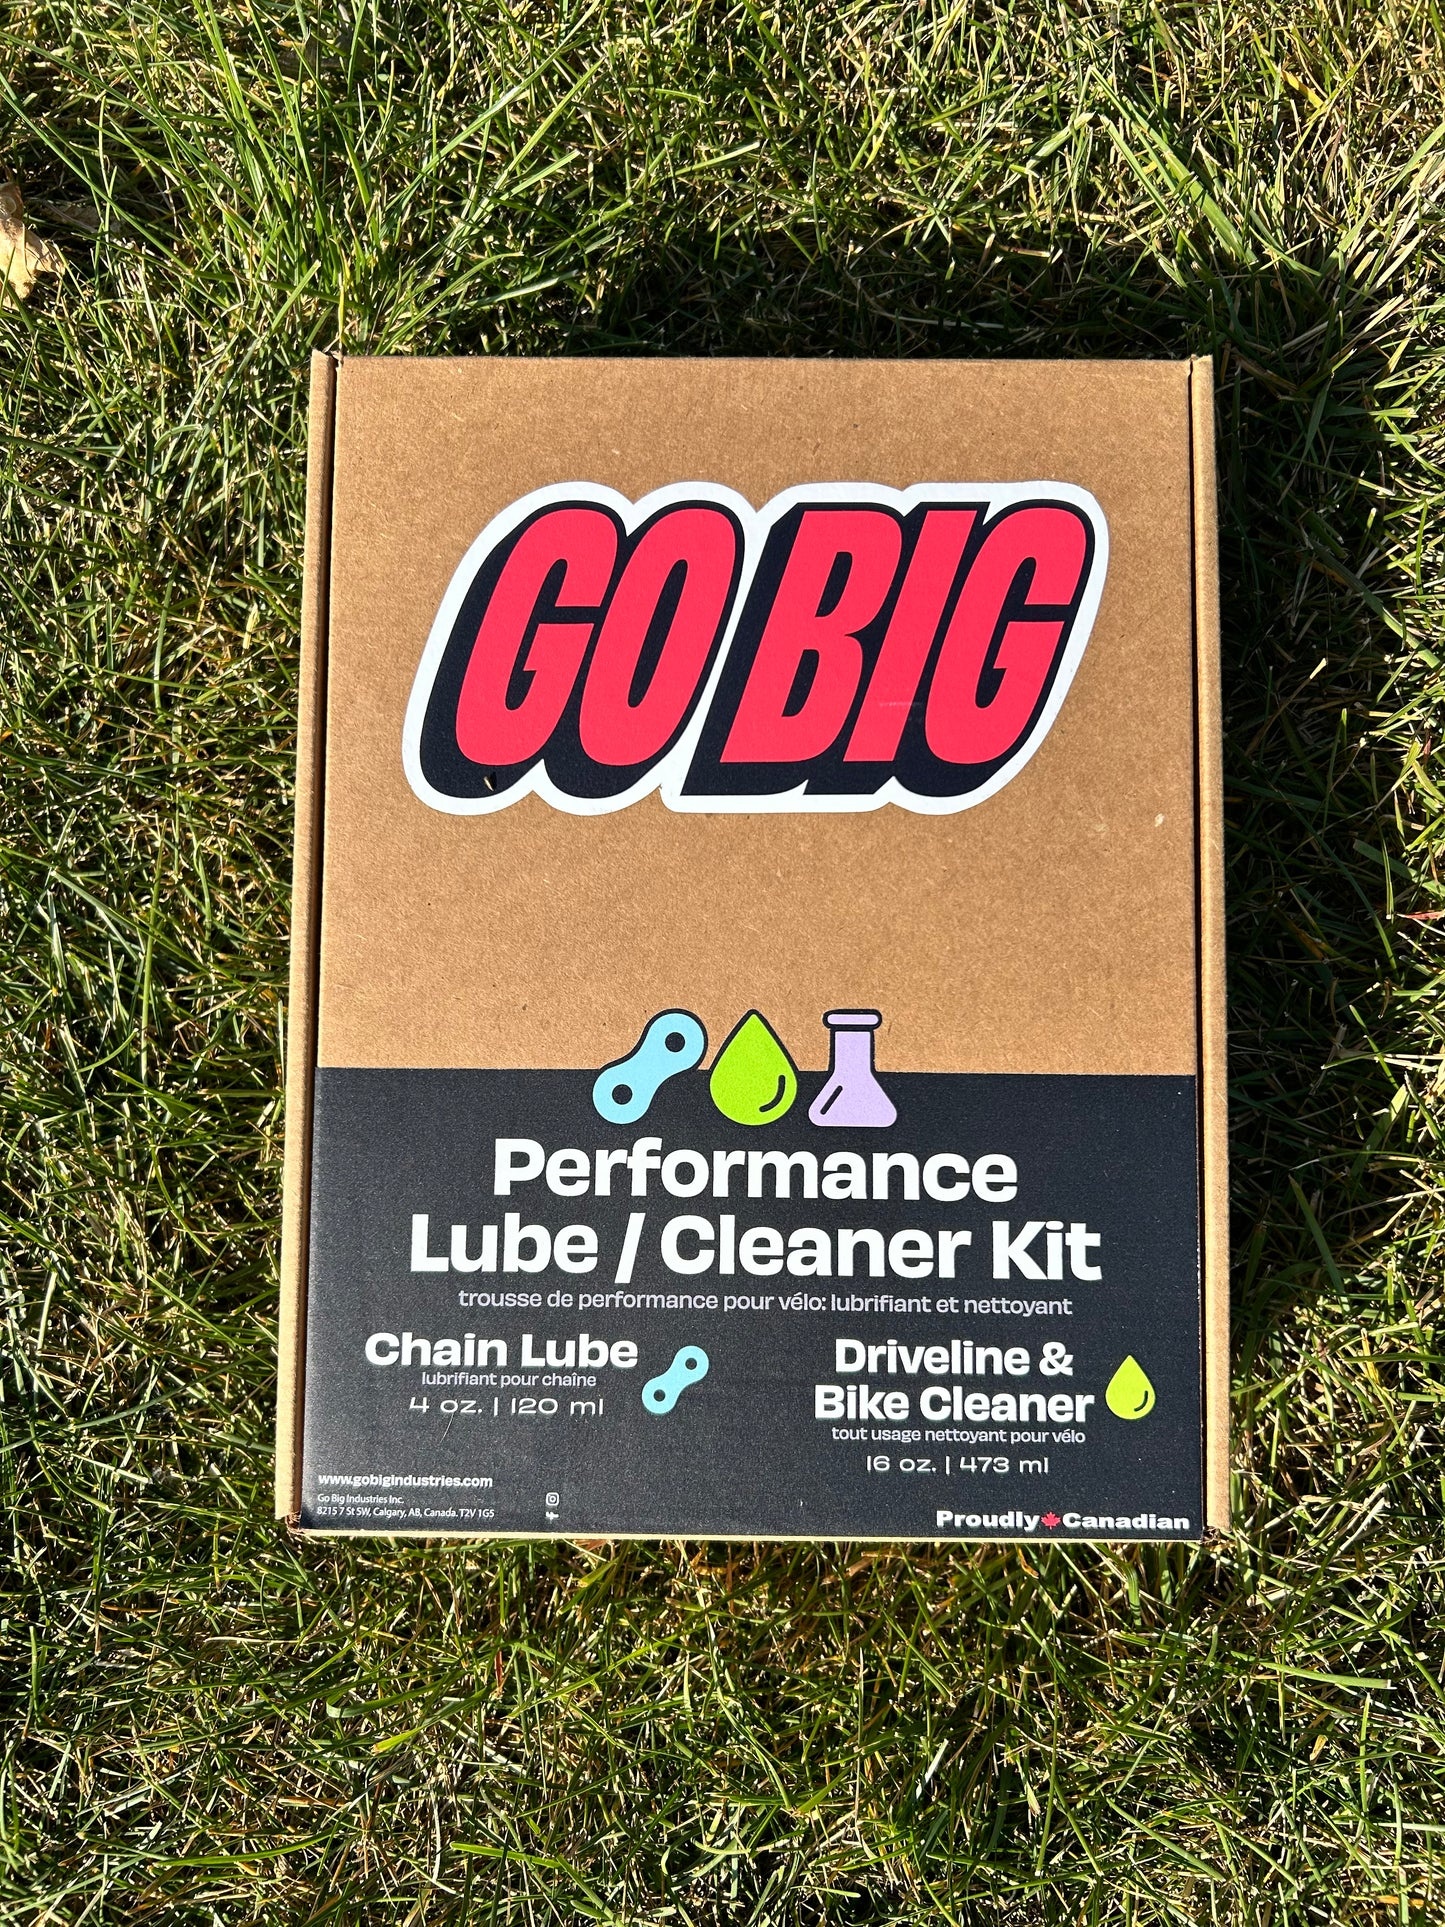 GO BIG
Performance
Lube / Cleaner Kit
trousse de performance pour vélo: lubrifiant et nettoyant
Chain Lube
lubrifiant pour chaîne
4 oz. | 120 ml
Driveline &
Bike Cleaner
tout usage nettoyant pour vélo
16 oz. | 473 ml
www.gobigindustries.com
Go Big Industries Inc.
8215 7 St SW, Calgary, AB, Canada. T2V 1G5
Proudly Canadian